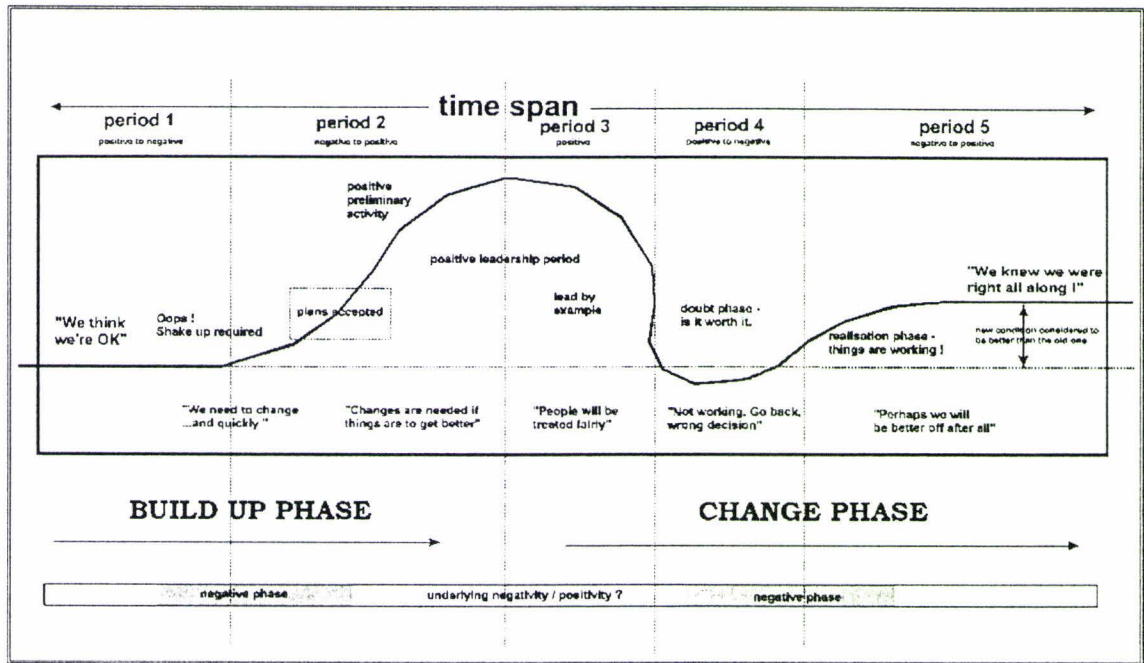 time span
period 1
positive to negative
period 2
negative to positive
period 3
positive
period 4
positive to negative
period 5
negative to positive
positive
preliminary
activity
positive leadership period
"We think
we're OK"
Oops !
Shake up required
plans accepted
lead by
example
doubt phase -
is it worth it.
realisation phase -
things are working !
"We knew we were
right all along !"
new condition considered to
be better than the old one
"We need to change
...and quickly "
"Changes are needed if
things are to get better"
"People will be
treated fairly"
"Not working. Go back,
wrong decision"
"Perhaps we will
be better off after all"
BUILD UP PHASE
CHANGE PHASE
negative phase
underlying negativity / positivity ?
negative phase